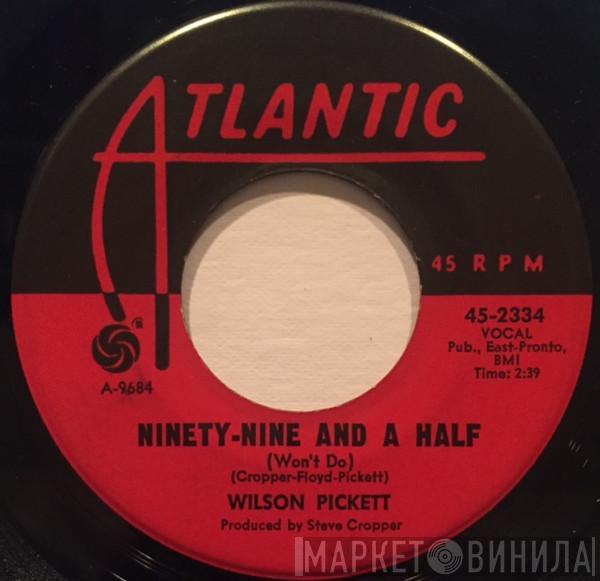 ATLANTIC
45 RPM
45-2334
VOCAL
Pub., East-Pronto,
BMI
Time: 2:39
®
A-9684
NINETY-NINE AND A HALF
(Won't Do)
(Cropper-Floyd-Pickett)
WILSON PICKETT
Produced by Steve Cropper
МАРКЕТ ВИНИЛА